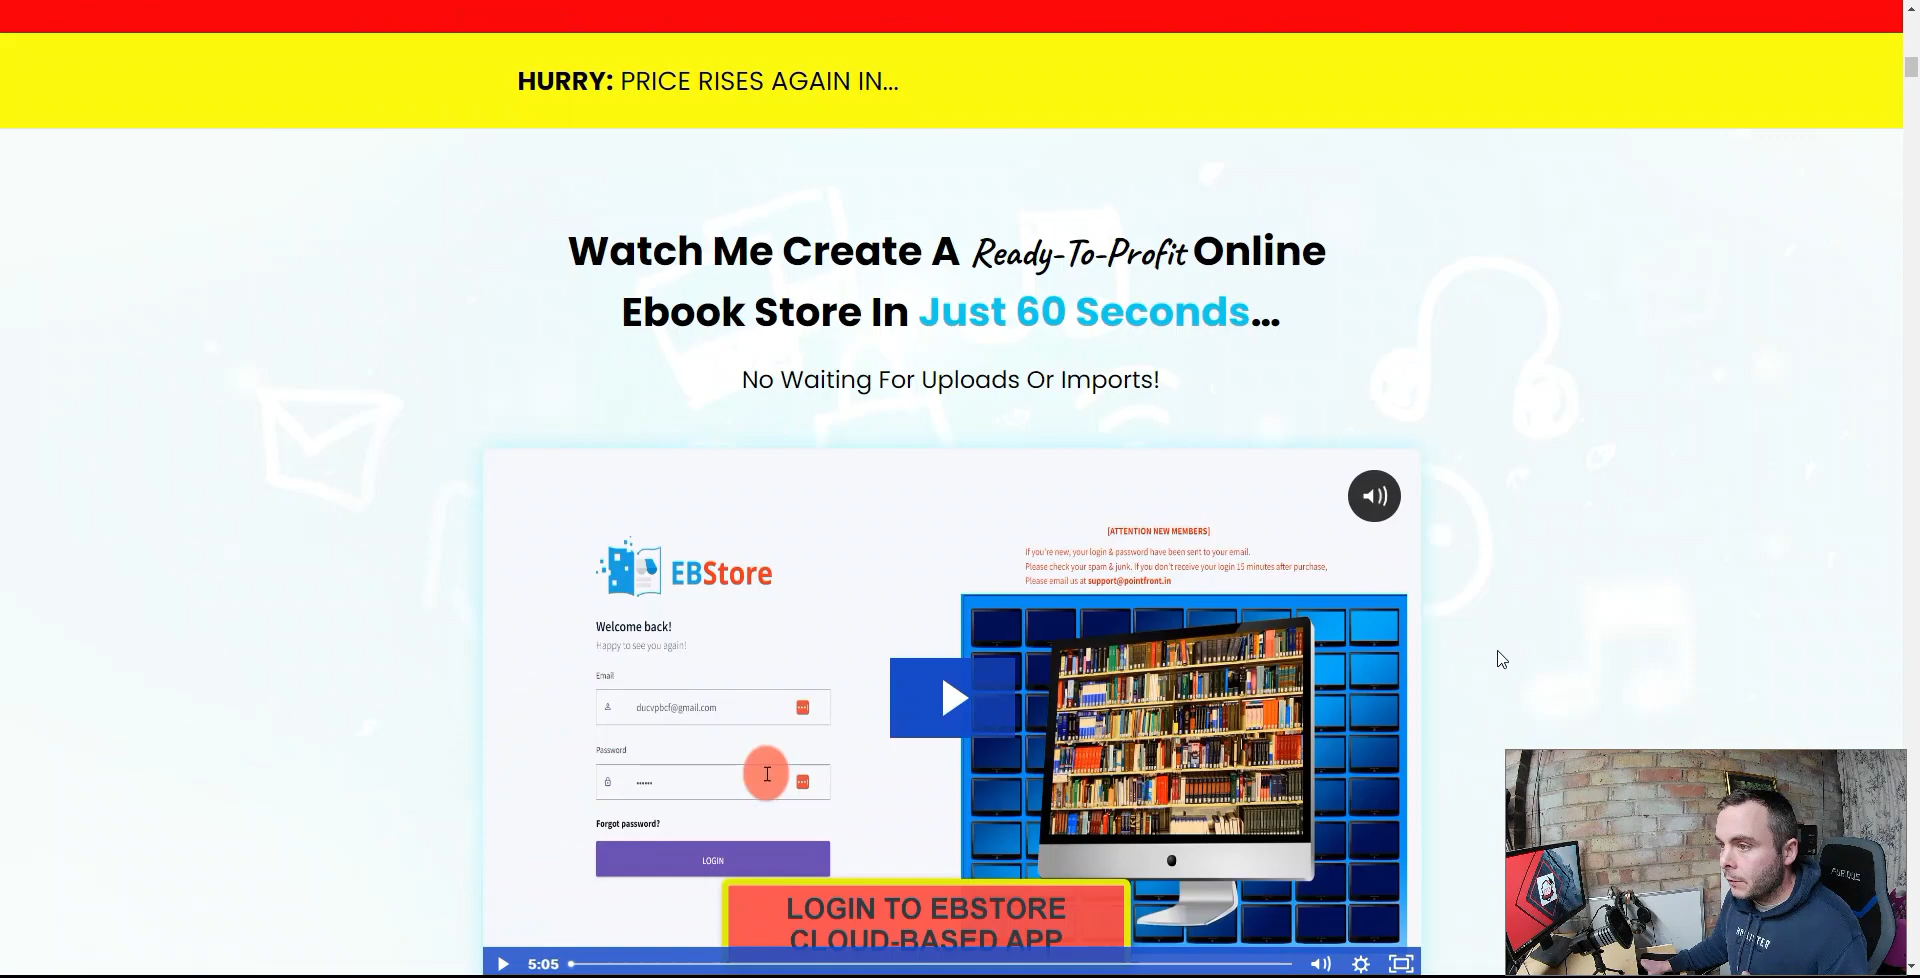 HURRY: PRICE RISES AGAIN IN...
Watch Me Create A Ready-To-Profit Online
Ebook Store In Just 60 Seconds...
No Waiting For Uploads Or Imports!
[ATTENTION NEW MEMBERS]
If you're new, your login & password have been sent to your email.
Please check your spam & junk. If you don't receive your login 15 minutes after purchase,
Please email us at support@pointfront.in
EBStore
Welcome back!
Happy to see you again!
Email
ducvpbcf@gmail.com
Password
Forgot password?
LOGIN
LOGIN TO EBSTORE
CLOUD-BASED APP
5:05